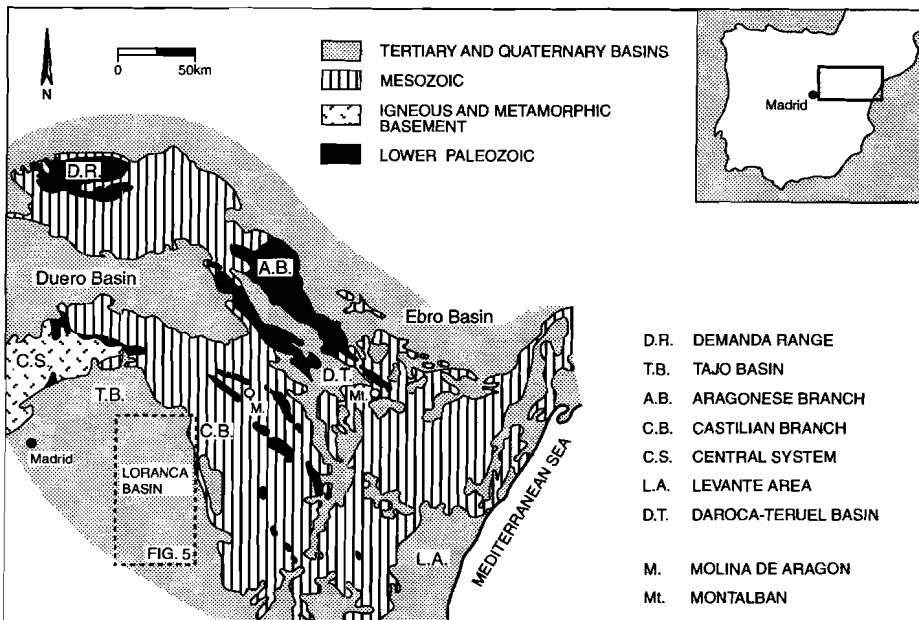 N
0 50km
TERTIARY AND QUATERNARY BASINS
MESOZOIC
IGNEOUS AND METAMORPHIC
BASEMENT
LOWER PALEOZOIC
Madrid
D.R.
A.B.
Duero Basin
Ebro Basin
C.S.
T.B.
D.T.
M.
Mt.
C.B.
Madrid
LORANCA
BASIN
FIG. 5
L.A.
MEDITERRANEAN SEA
D.R. DEMANDA RANGE
T.B. TAJO BASIN
A.B. ARAGONESE BRANCH
C.B. CASTILIAN BRANCH
C.S. CENTRAL SYSTEM
L.A. LEVANTE AREA
D.T. DAROCA-TERUEL BASIN
M. MOLINA DE ARAGON
Mt. MONTALBAN